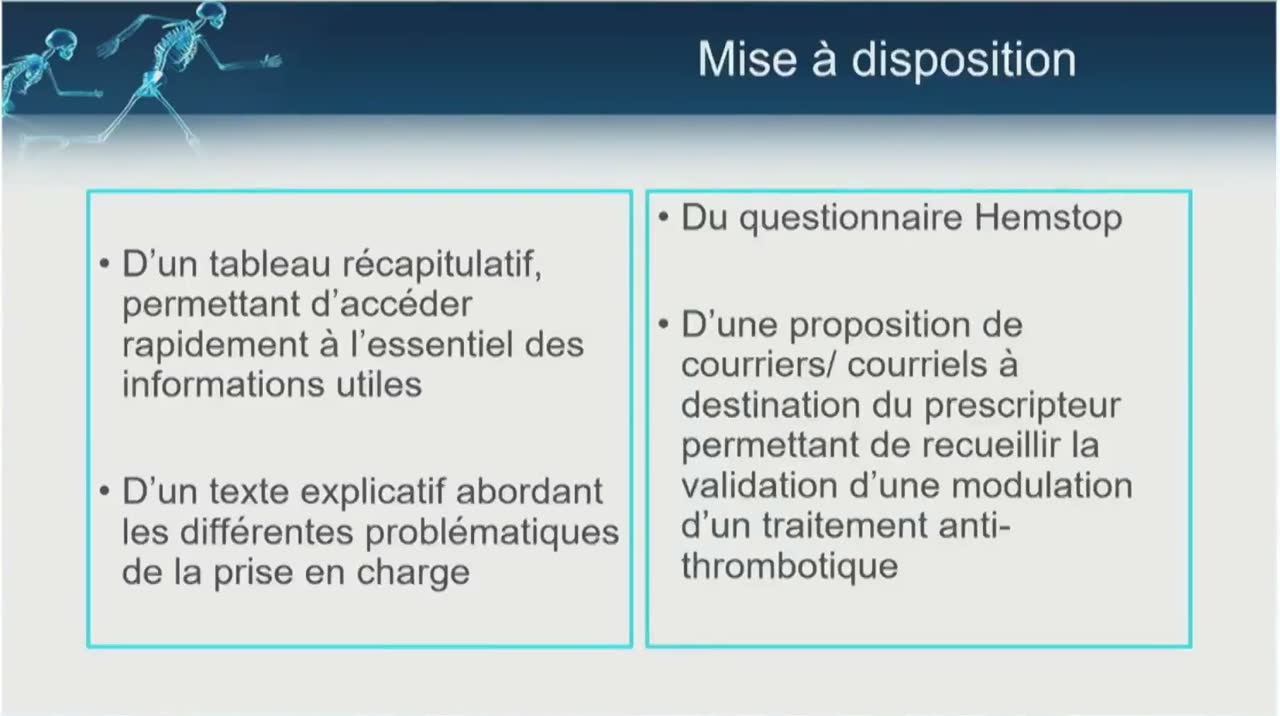 Mise à disposition
• D’un tableau récapitulatif,
permettant d’accéder
rapidement à l’essentiel des
informations utiles
• D’un texte explicatif abordant
les différentes problématiques
de la prise en charge
• Du questionnaire Hemstop
• D’une proposition de
courriers/ courriels à
destination du prescripteur
permettant de recueillir la
validation d’une modulation
d’un traitement anti-
thrombotique